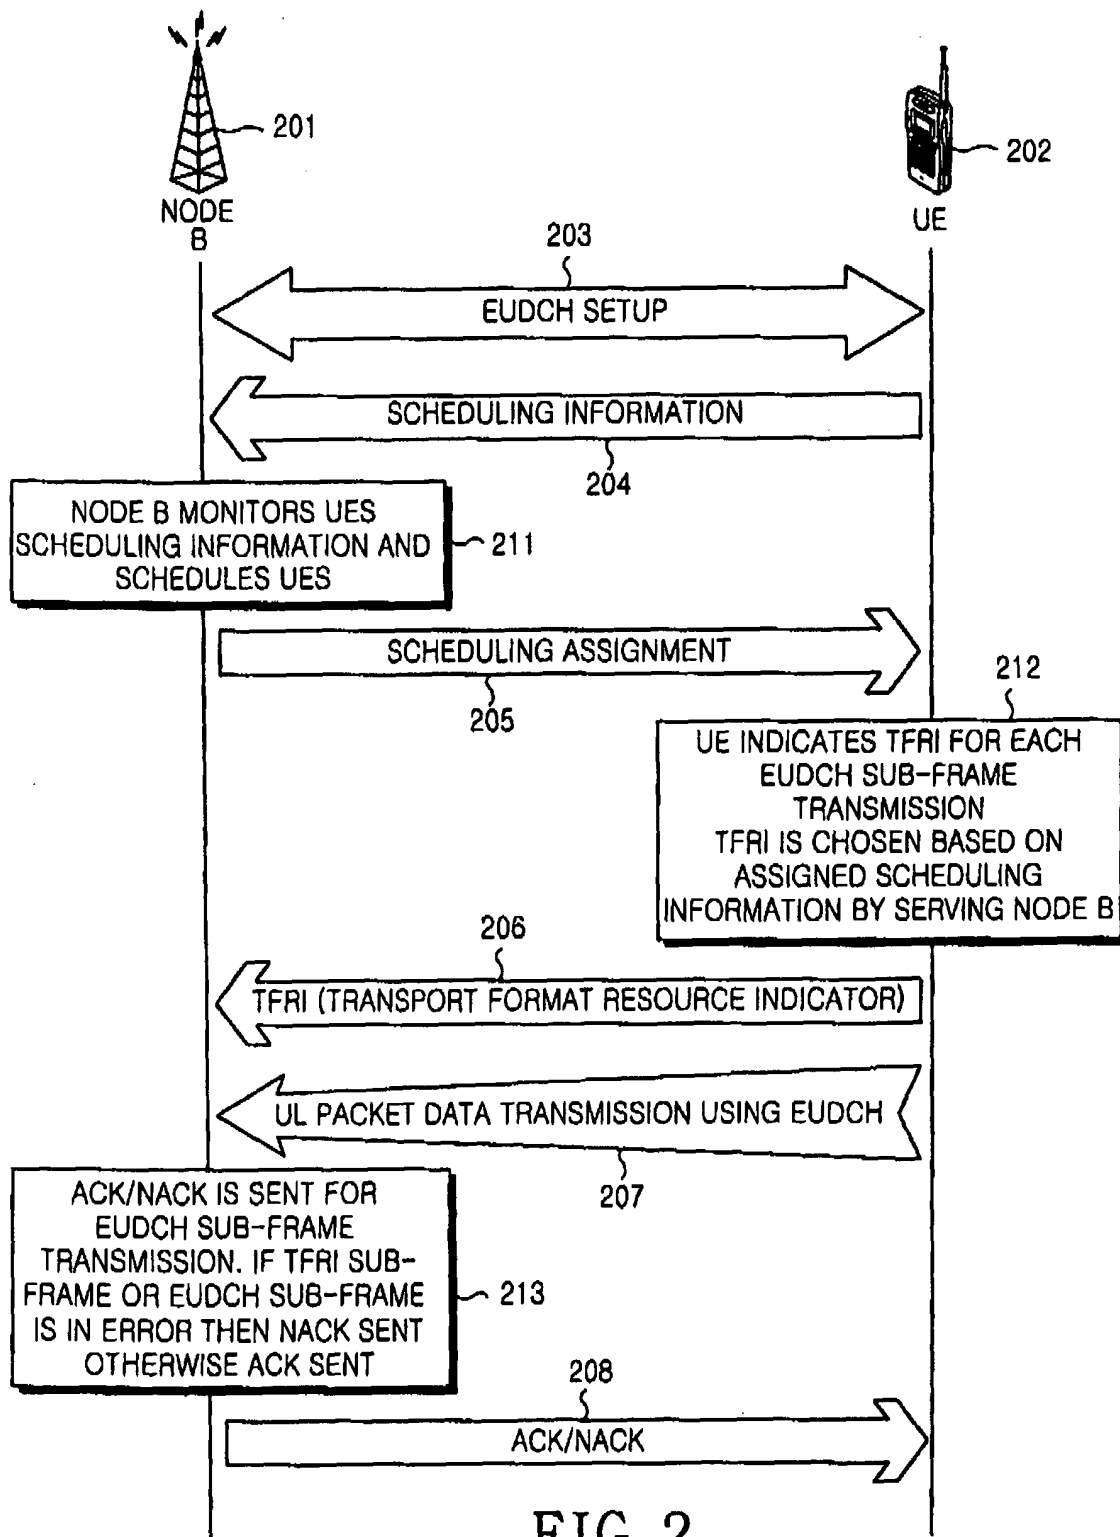 201
202
NODE
B
UE
203
EUDCH SETUP
SCHEDULING INFORMATION
204
NODE B MONITORS UES
SCHEDULING INFORMATION AND
SCHEDULES UES
211
SCHEDULING ASSIGNMENT
205
212
UE INDICATES TFRI FOR EACH
EUDCH SUB-FRAME
TRANSMISSION
TFRI IS CHOSEN BASED ON
ASSIGNED SCHEDULING
INFORMATION BY SERVING NODE B
206
TFRI (TRANSPORT FORMAT RESOURCE INDICATOR)
UL PACKET DATA TRANSMISSION USING EUDCH
207
ACK/NACK IS SENT FOR
EUDCH SUB-FRAME
TRANSMISSION. IF TFRI SUB-
FRAME OR EUDCH SUB-FRAME
IS IN ERROR THEN NACK SENT
OTHERWISE ACK SENT
213
208
ACK/NACK
FIG. 2